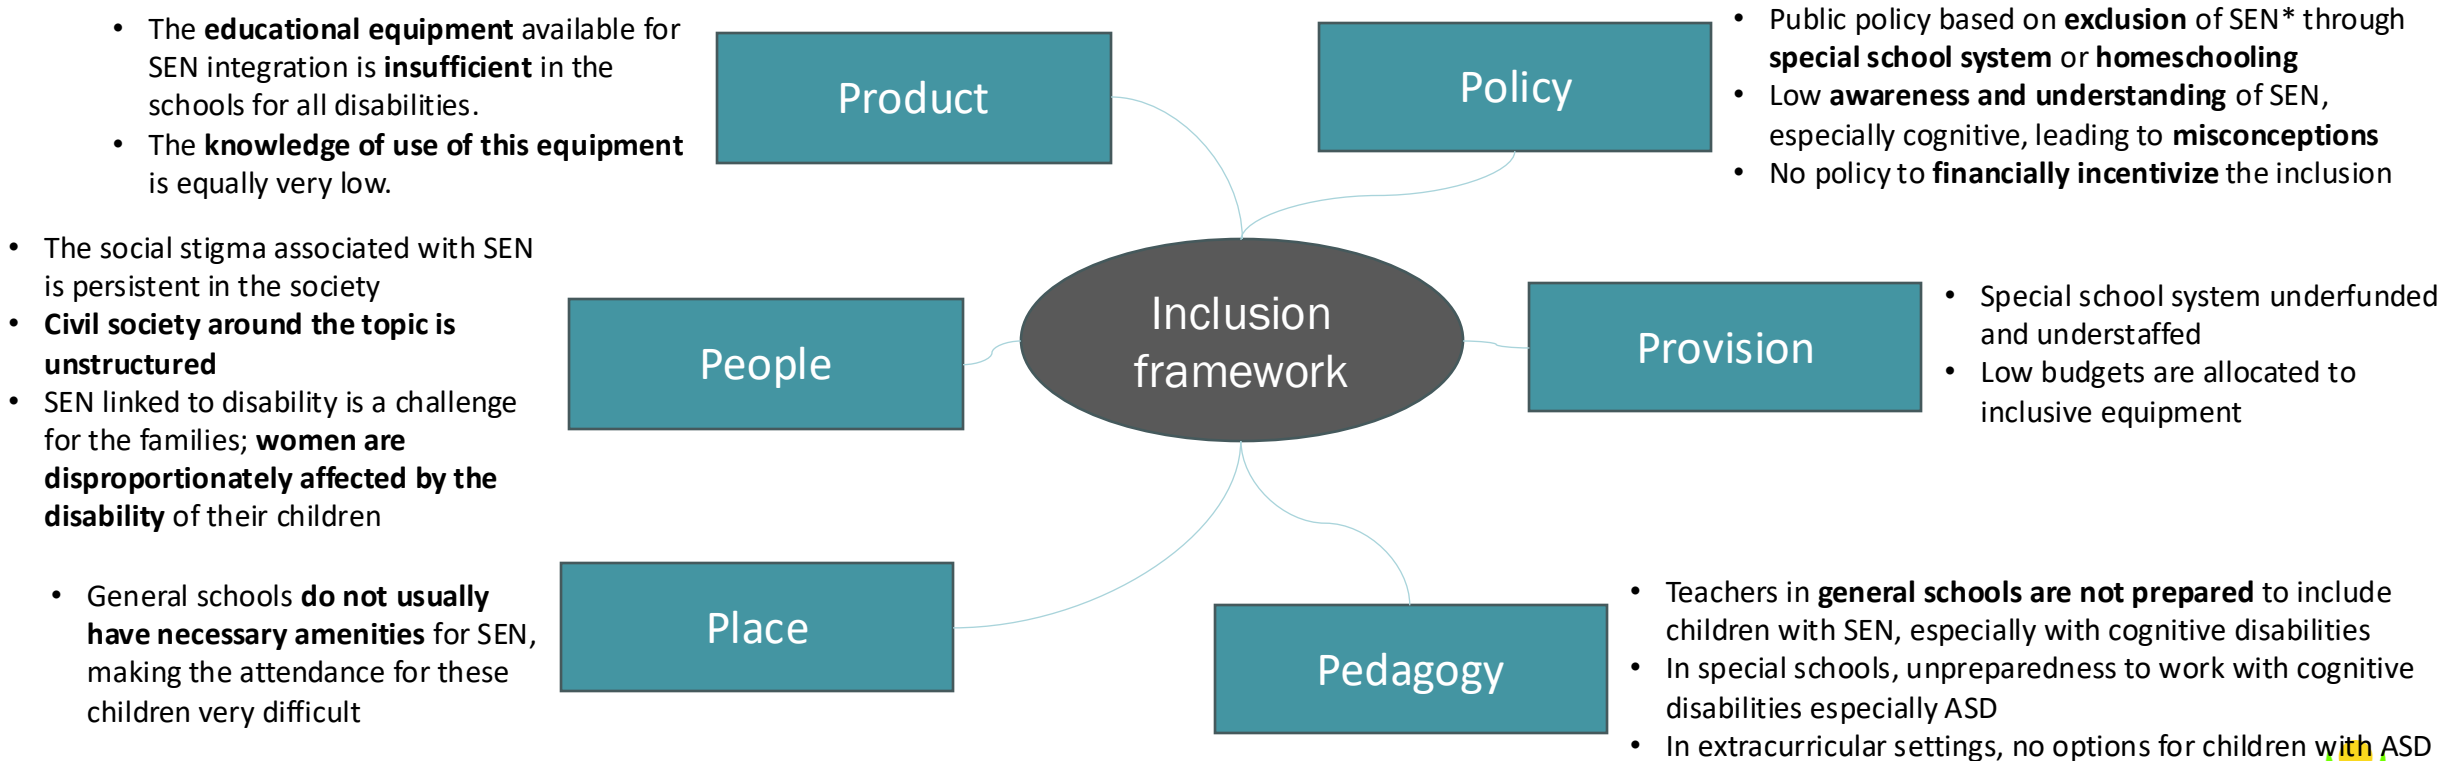 • The educational equipment available for
SEN integration is insufficient in the
schools for all disabilities.
• The knowledge of use of this equipment
is equally very low.
Product
Policy
• Public policy based on exclusion of SEN* through
special school system or homeschooling
• Low awareness and understanding of SEN,
especially cognitive, leading to misconceptions
• No policy to financially incentivize the inclusion
• The social stigma associated with SEN
is persistent in the society
• Civil society around the topic is
unstructured
• SEN linked to disability is a challenge
for the families; women are
disproportionately affected by the
disability of their children
People
Inclusion
framework
Provision
• Special school system underfunded
and understaffed
• Low budgets are allocated to
inclusive equipment
• General schools do not usually
have necessary amenities for SEN,
making the attendance for these
children very difficult
Place
Pedagogy
• Teachers in general schools are not prepared to include
children with SEN, especially with cognitive disabilities
• In special schools, unpreparedness to work with cognitive
disabilities especially ASD
• In extracurricular settings, no options for children with ASD